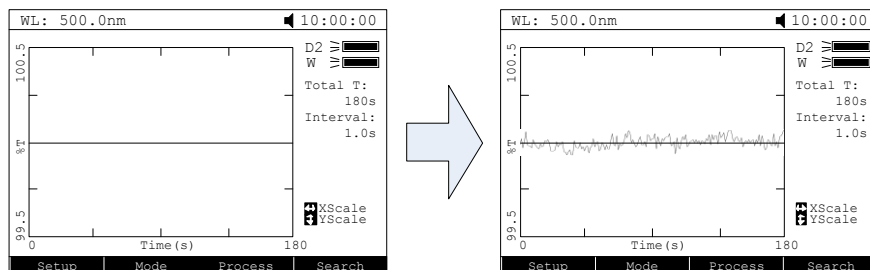 WL: 500.0nm 10:00:00
100.5
D2
W
Total T:
180s
Interval:
1.0s
%T
XScale
YScale
99.5
0 Time(s) 180
Setup Mode Process Search
WL: 500.0nm 10:00:00
100.5
D2
W
Total T:
180s
Interval:
1.0s
%T
XScale
YScale
99.5
0 Time(s) 180
Setup Mode Process Search